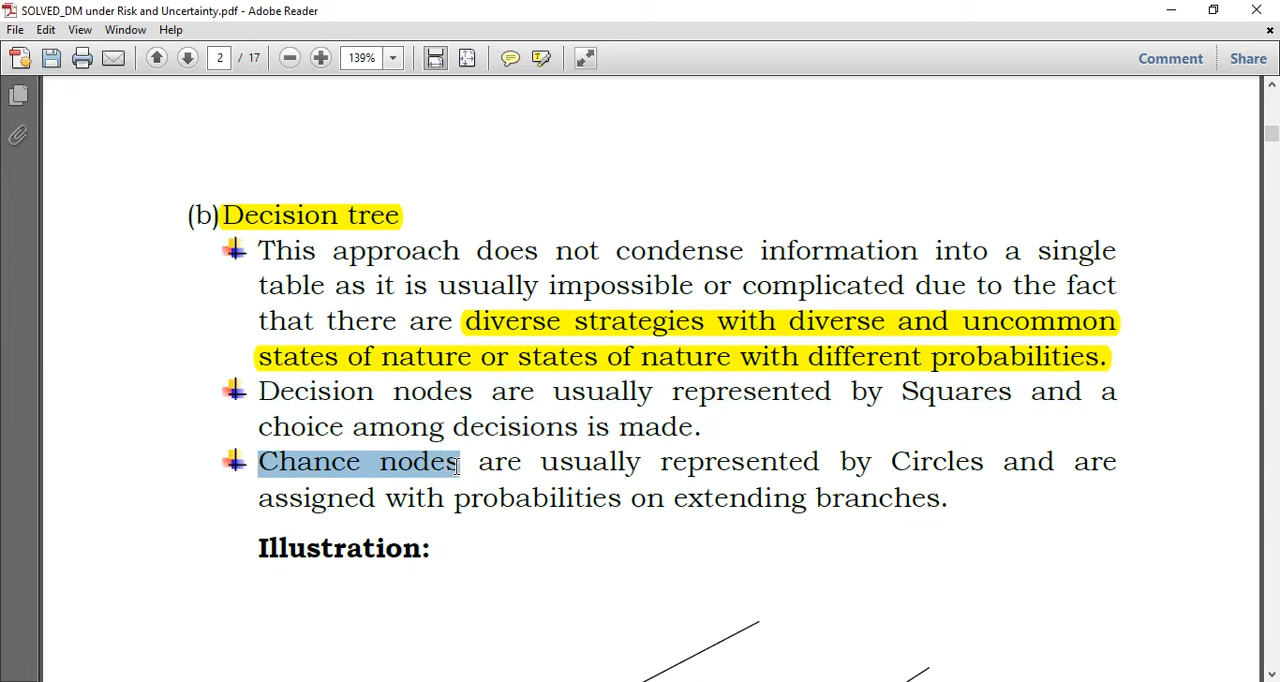 SOLVED_DM under Risk and Uncertainty.pdf - Adobe Reader
File Edit View Window Help
2 / 17 139% Comment Share
(b) Decision tree
This approach does not condense information into a single
table as it is usually impossible or complicated due to the fact
that there are diverse strategies with diverse and uncommon
states of nature or states of nature with different probabilities.
Decision nodes are usually represented by Squares and a
choice among decisions is made.
Chance nodes are usually represented by Circles and are
assigned with probabilities on extending branches.
Illustration: